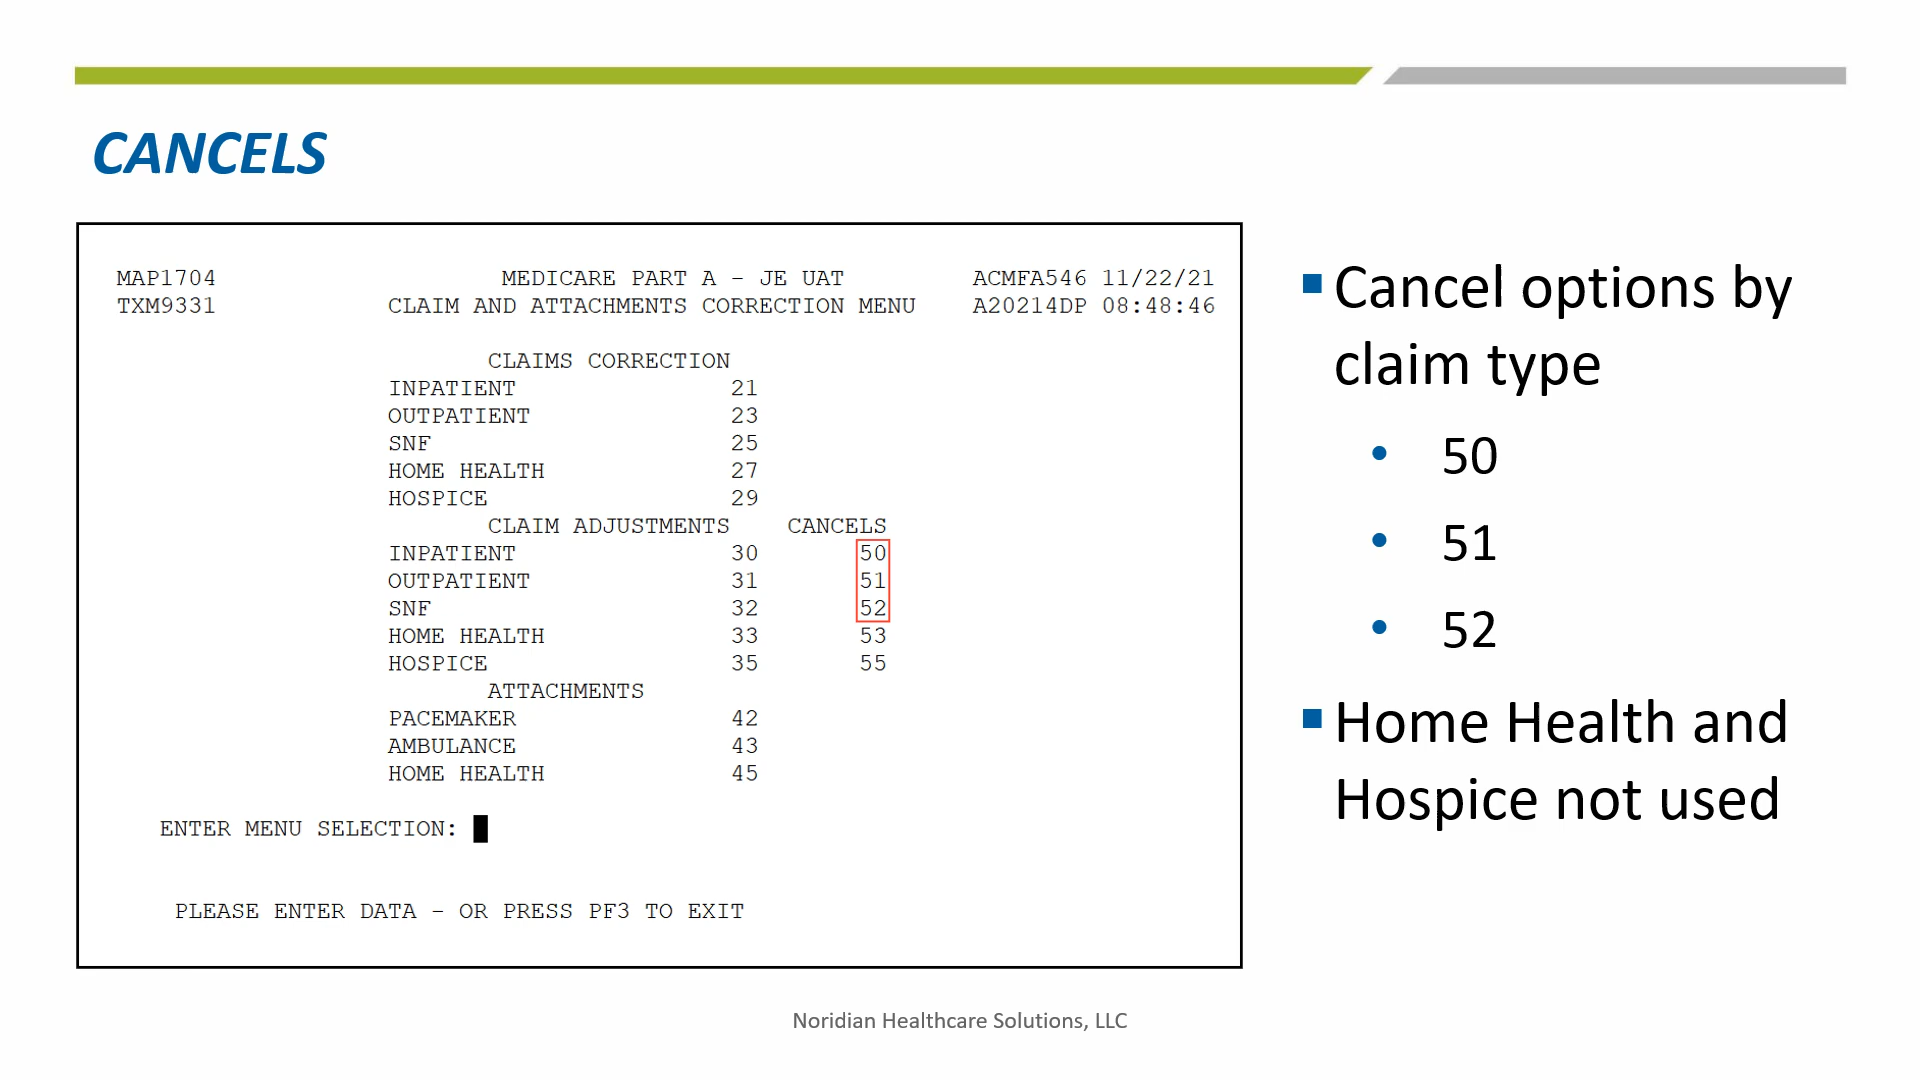 CANCELS
MAP1704 MEDICARE PART A - JE UAT ACMFA546 11/22/21
TXM9331 CLAIM AND ATTACHMENTS CORRECTION MENU A20214DP 08:48:46
CLAIMS CORRECTION
INPATIENT 21
OUTPATIENT 23
SNF 25
HOME HEALTH 27
HOSPICE 29
CLAIM ADJUSTMENTS CANCELS
INPATIENT 30 50
OUTPATIENT 31 51
SNF 32 52
HOME HEALTH 33 53
HOSPICE 35 55
ATTACHMENTS
PACEMAKER 42
AMBULANCE 43
HOME HEALTH 45
ENTER MENU SELECTION:
PLEASE ENTER DATA - OR PRESS PF3 TO EXIT
Cancel options by
claim type
50
51
52
Home Health and
Hospice not used
Noridian Healthcare Solutions, LLC